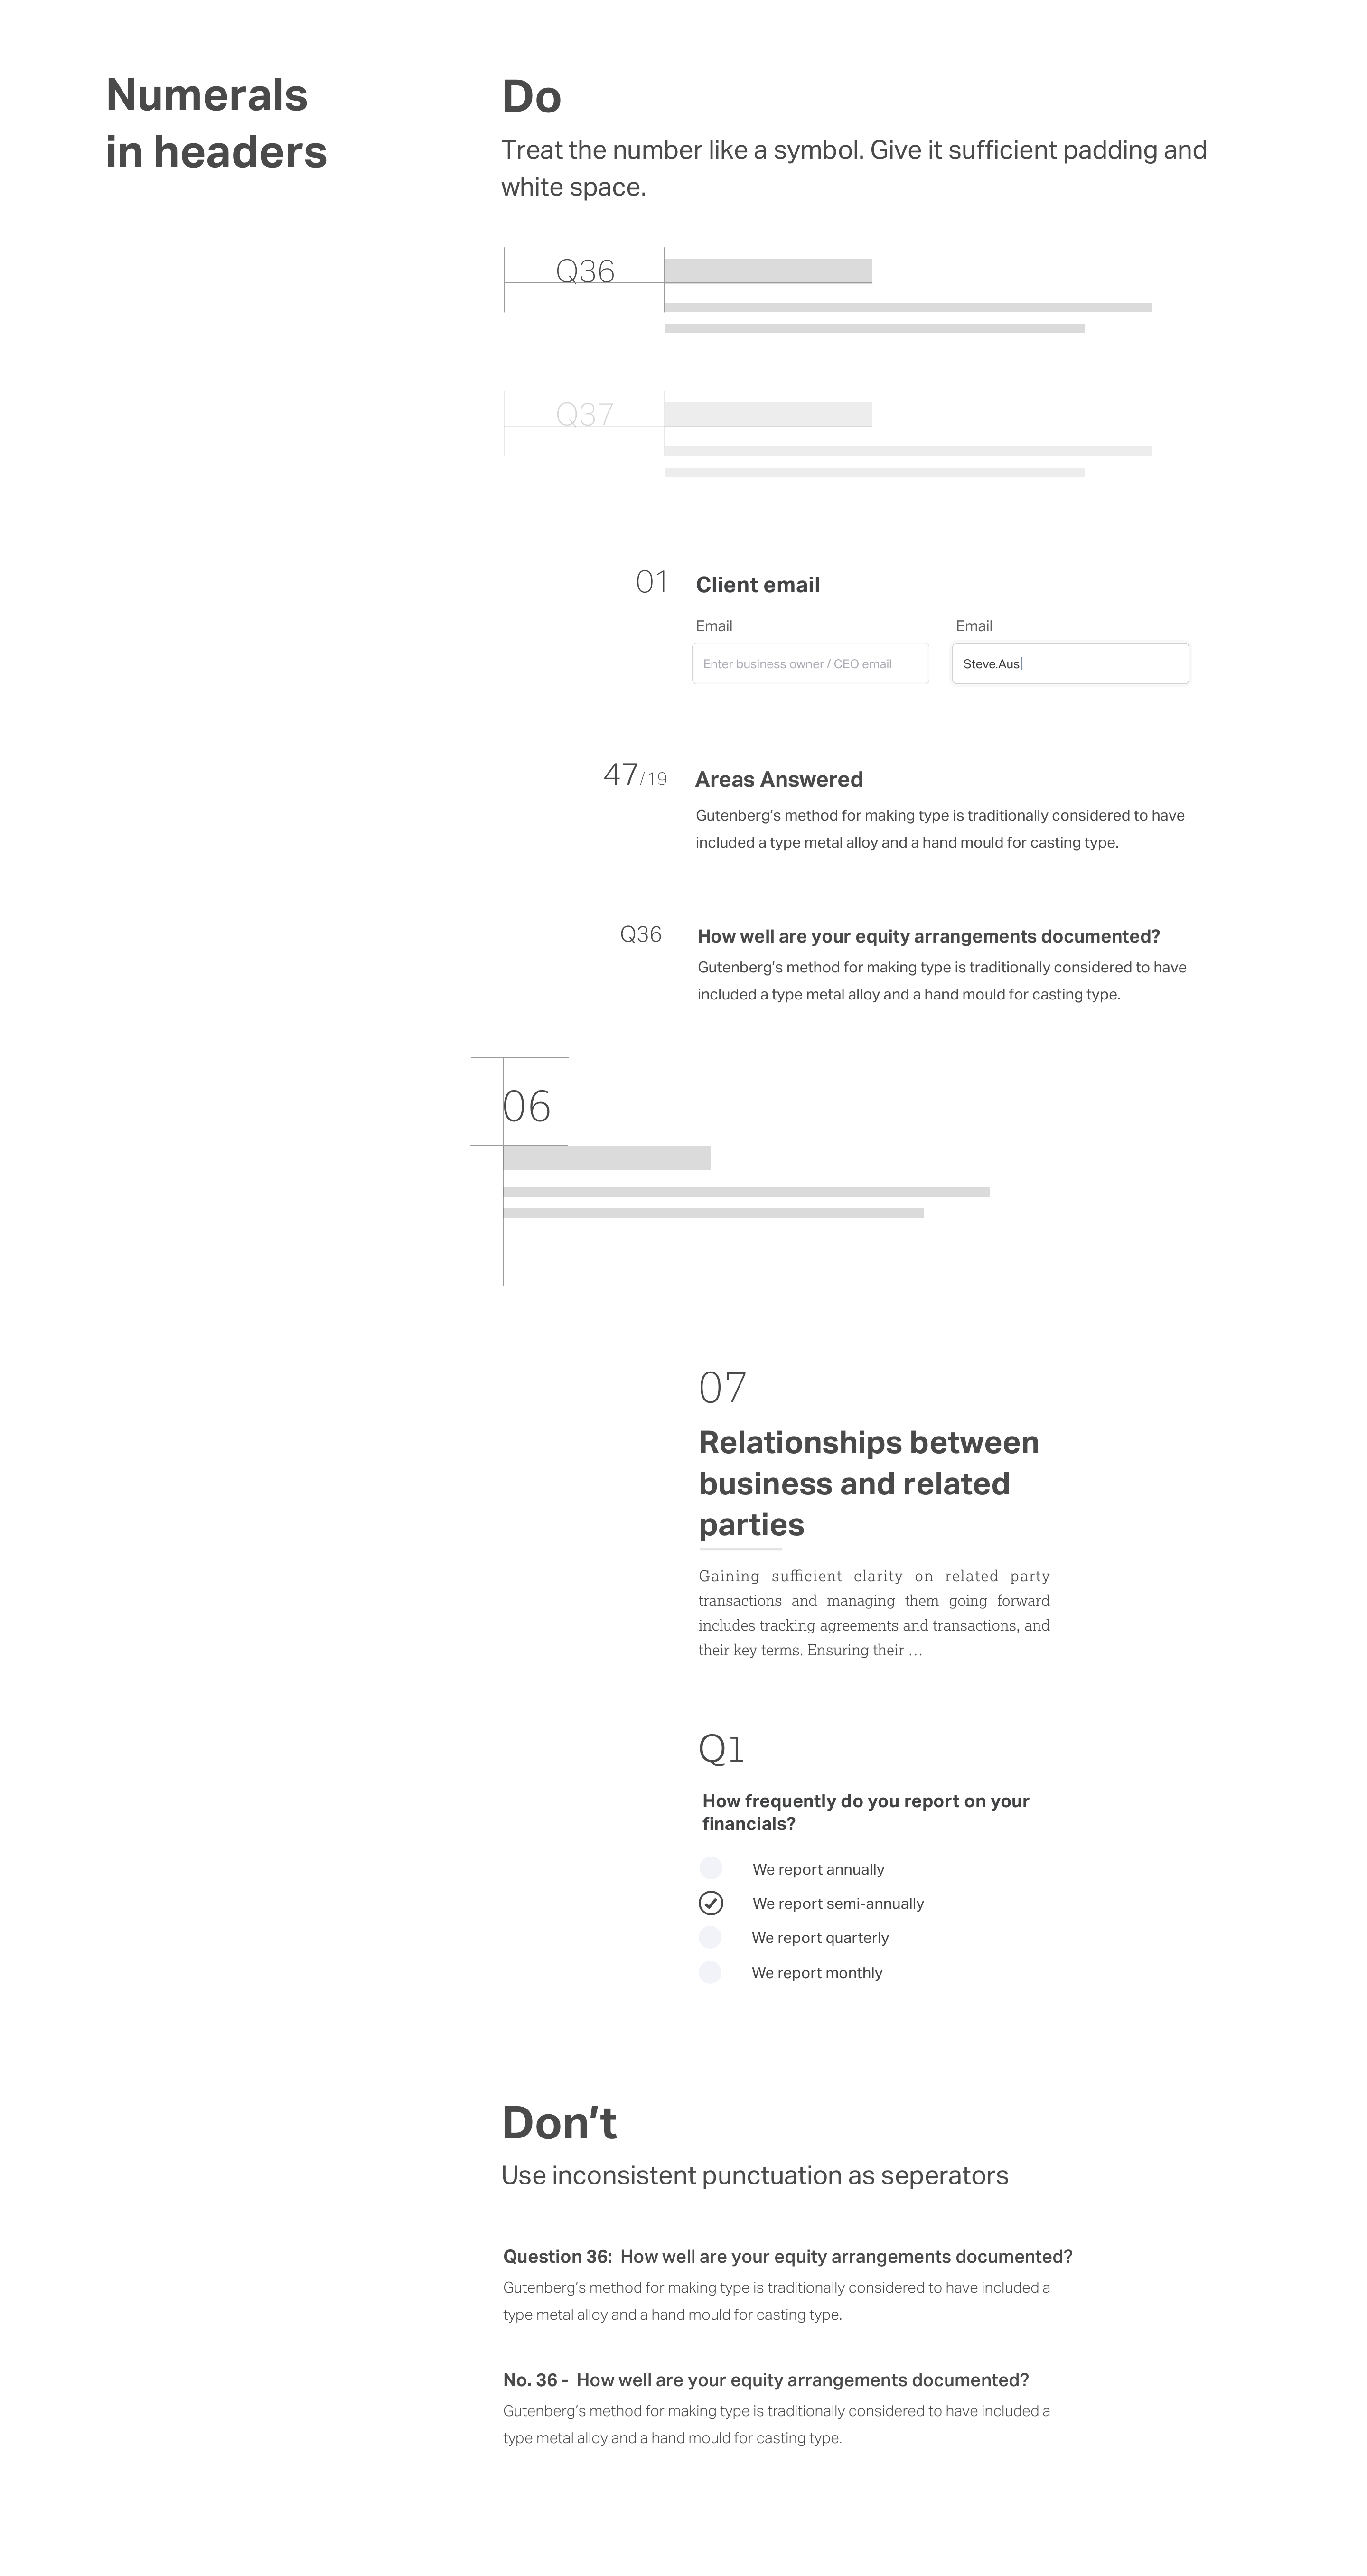 Numerals
in headers
Do
Treat the number like a symbol. Give it sufficient padding and
white space.
Q36
Q37
01
Client email
Email
Email
Enter business owner / CEO email
Steve.Aus
47/19
Areas Answered
Gutenberg’s method for making type is traditionally considered to have
included a type metal alloy and a hand mould for casting type.
Q36
How well are your equity arrangements documented?
Gutenberg’s method for making type is traditionally considered to have
included a type metal alloy and a hand mould for casting type.
06
07
Relationships between
business and related
parties
Gaining sufficient clarity on related party
transactions and managing them going forward
includes tracking agreements and transactions, and
their key terms. Ensuring their …
Q1
How frequently do you report on your
financials?
We report annually
We report semi-annually
We report quarterly
We report monthly
Don’t
Use inconsistent punctuation as seperators
Question 36: How well are your equity arrangements documented?
Gutenberg’s method for making type is traditionally considered to have included a
type metal alloy and a hand mould for casting type.
No. 36 - How well are your equity arrangements documented?
Gutenberg’s method for making type is traditionally considered to have included a
type metal alloy and a hand mould for casting type.